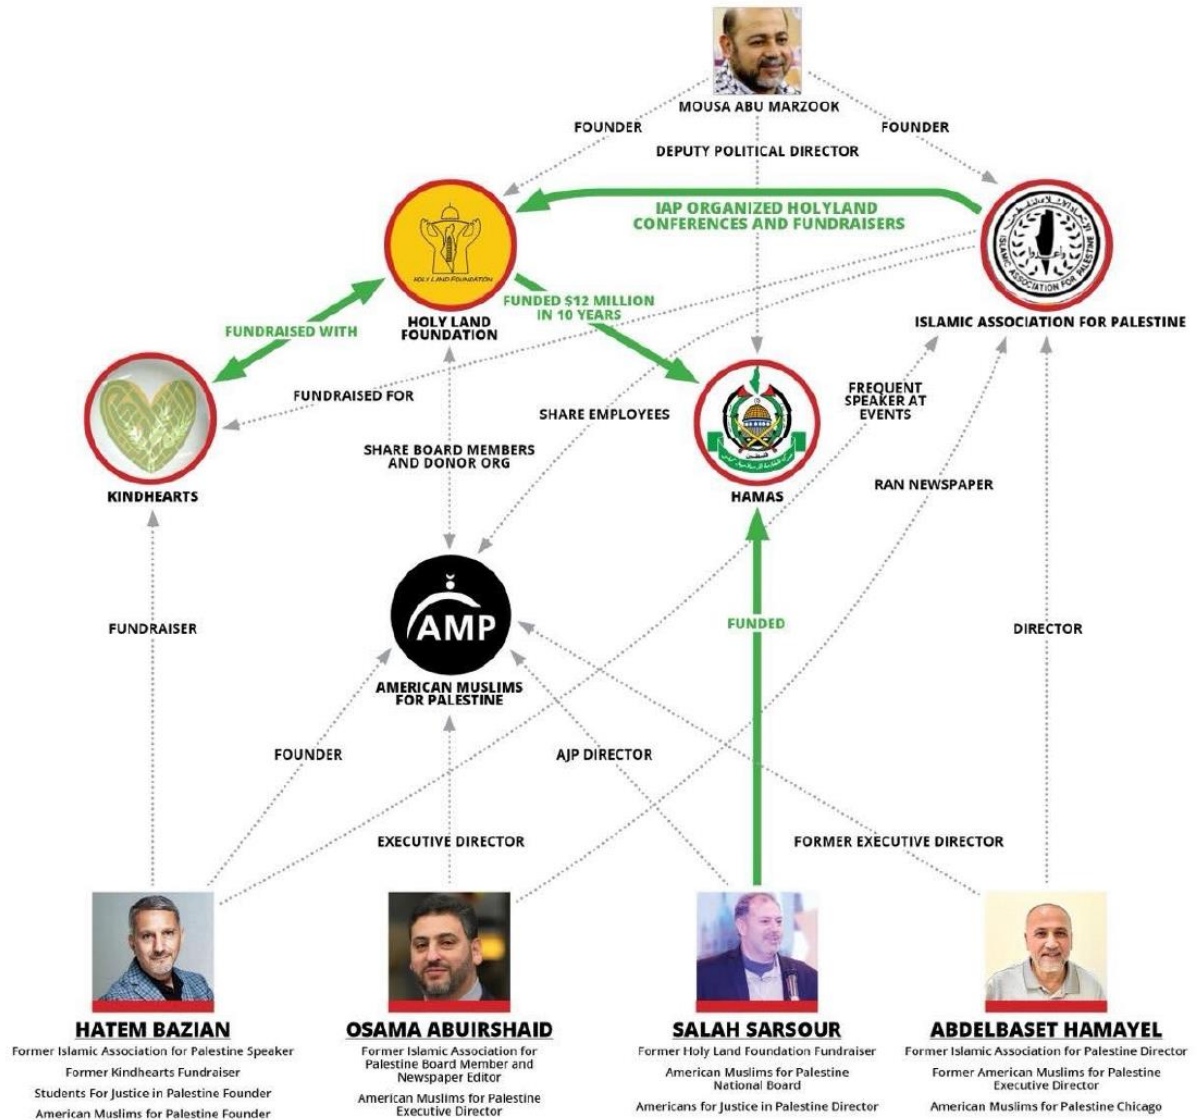 MOUSA ABU MARZOOK
FOUNDER
FOUNDER
DEPUTY POLITICAL DIRECTOR
IAP ORGANIZED HOLYLAND
CONFERENCES AND FUNDRAISERS
HOLY LAND FOUNDATION
ISLAMIC ASSOCIATION FOR PALESTINE
FUNDED $12 MILLION
IN 10 YEARS
HOLY LAND
FOUNDATION
ISLAMIC ASSOCIATION FOR PALESTINE
FUNDRAISED WITH
FUNDRAISED FOR
SHARE EMPLOYEES
FREQUENT
SPEAKER AT
EVENTS
SHARE BOARD MEMBERS
AND DONOR ORG
KINDHEARTS
HAMAS
RAN NEWSPAPER
AMP
FUNDRAISER
FUNDED
DIRECTOR
AMERICAN MUSLIMS
FOR PALESTINE
FOUNDER
AJP DIRECTOR
EXECUTIVE DIRECTOR
FORMER EXECUTIVE DIRECTOR
HATEM BAZIAN
Former Islamic Association for Palestine Speaker
Former Kindhearts Fundraiser
Students For Justice in Palestine Founder
American Muslims for Palestine Founder
OSAMA ABUIRSHAID
Former Islamic Association for
Palestine Board Member and
Newspaper Editor
American Muslims for Palestine
Executive Director
SALAH SARSOUR
Former Holy Land Foundation Fundraiser
American Muslims for Palestine
National Board
Americans for Justice in Palestine Director
ABDELBASET HAMAYEL
Former Islamic Association for Palestine Director
Former American Muslims for Palestine
Executive Director
American Muslims for Palestine Chicago